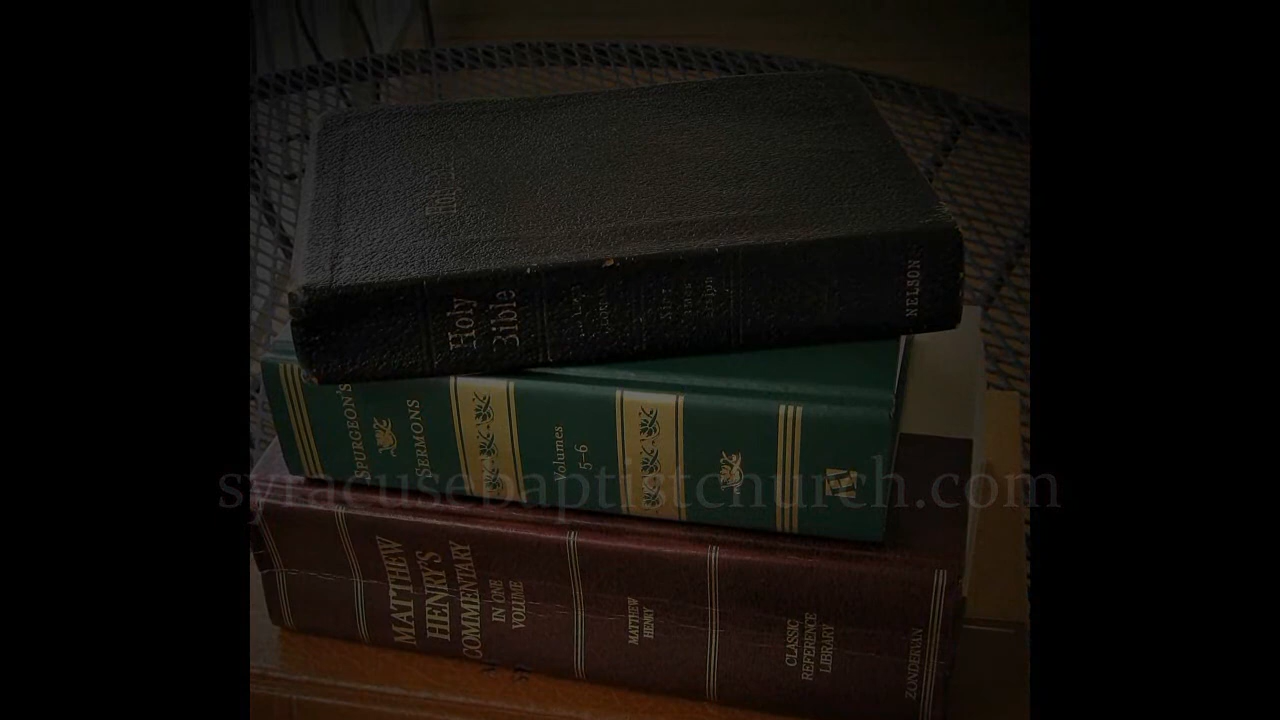 Holy
Bible
NELSON
SPURGEON'S
SERMONS
Volumes
5-6
syracusebaptistchurch.com
MATTHEW
HENRY'S
COMMENTARY
IN ONE
VOLUME
MATTHEW
HENRY
CLASSIC
REFERENCE
LIBRARY
ZONDERVAN